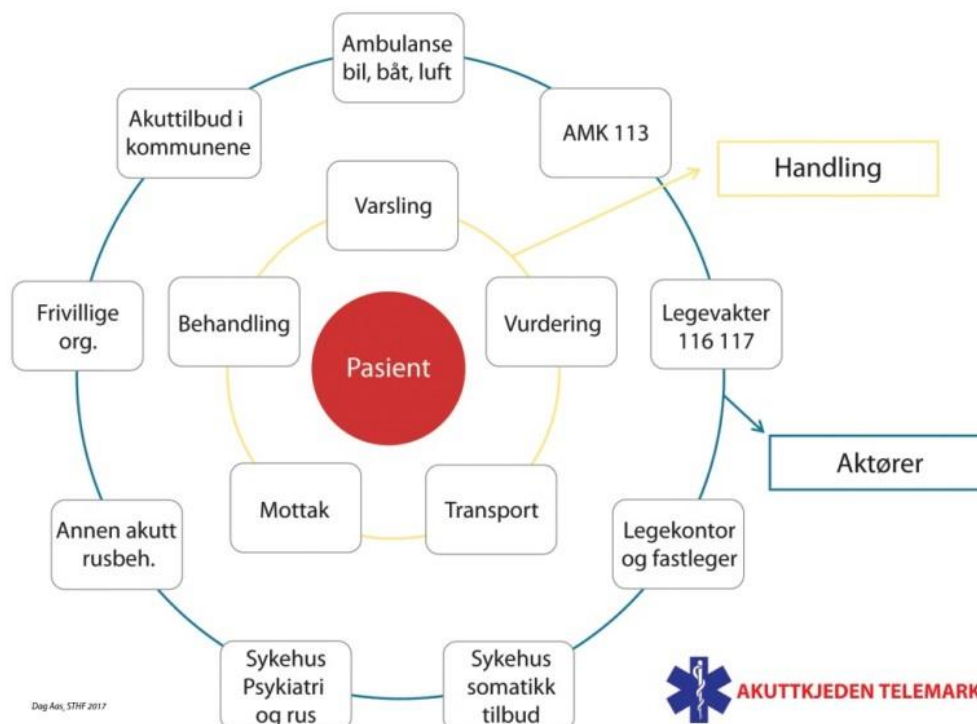 Ambulanse
bil, båt, luft
Akuttilbud i
kommunene
AMK 113
Handling
Varsling
Frivillige
org.
Behandling
Vurdering
Legevakter
116 117
Pasient
Aktører
Annen akutt
rusbeh.
Mottak
Transport
Legekontor
og fastleger
Sykehus
Psykiatri
og rus
Sykehus
somatikk
tilbud
Dag Aas, STHF 2017
AKUTTKJEDEN TELEMARK